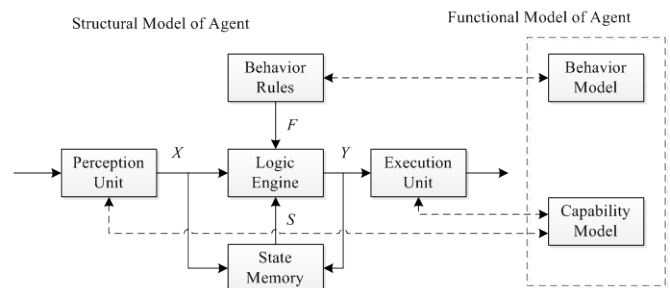 Structural Model of Agent
Functional Model of Agent
Behavior
Rules
Behavior
Model
F
X
Y
Perception
Unit
Logic
Engine
Execution
Unit
S
Capability
Model
State
Memory